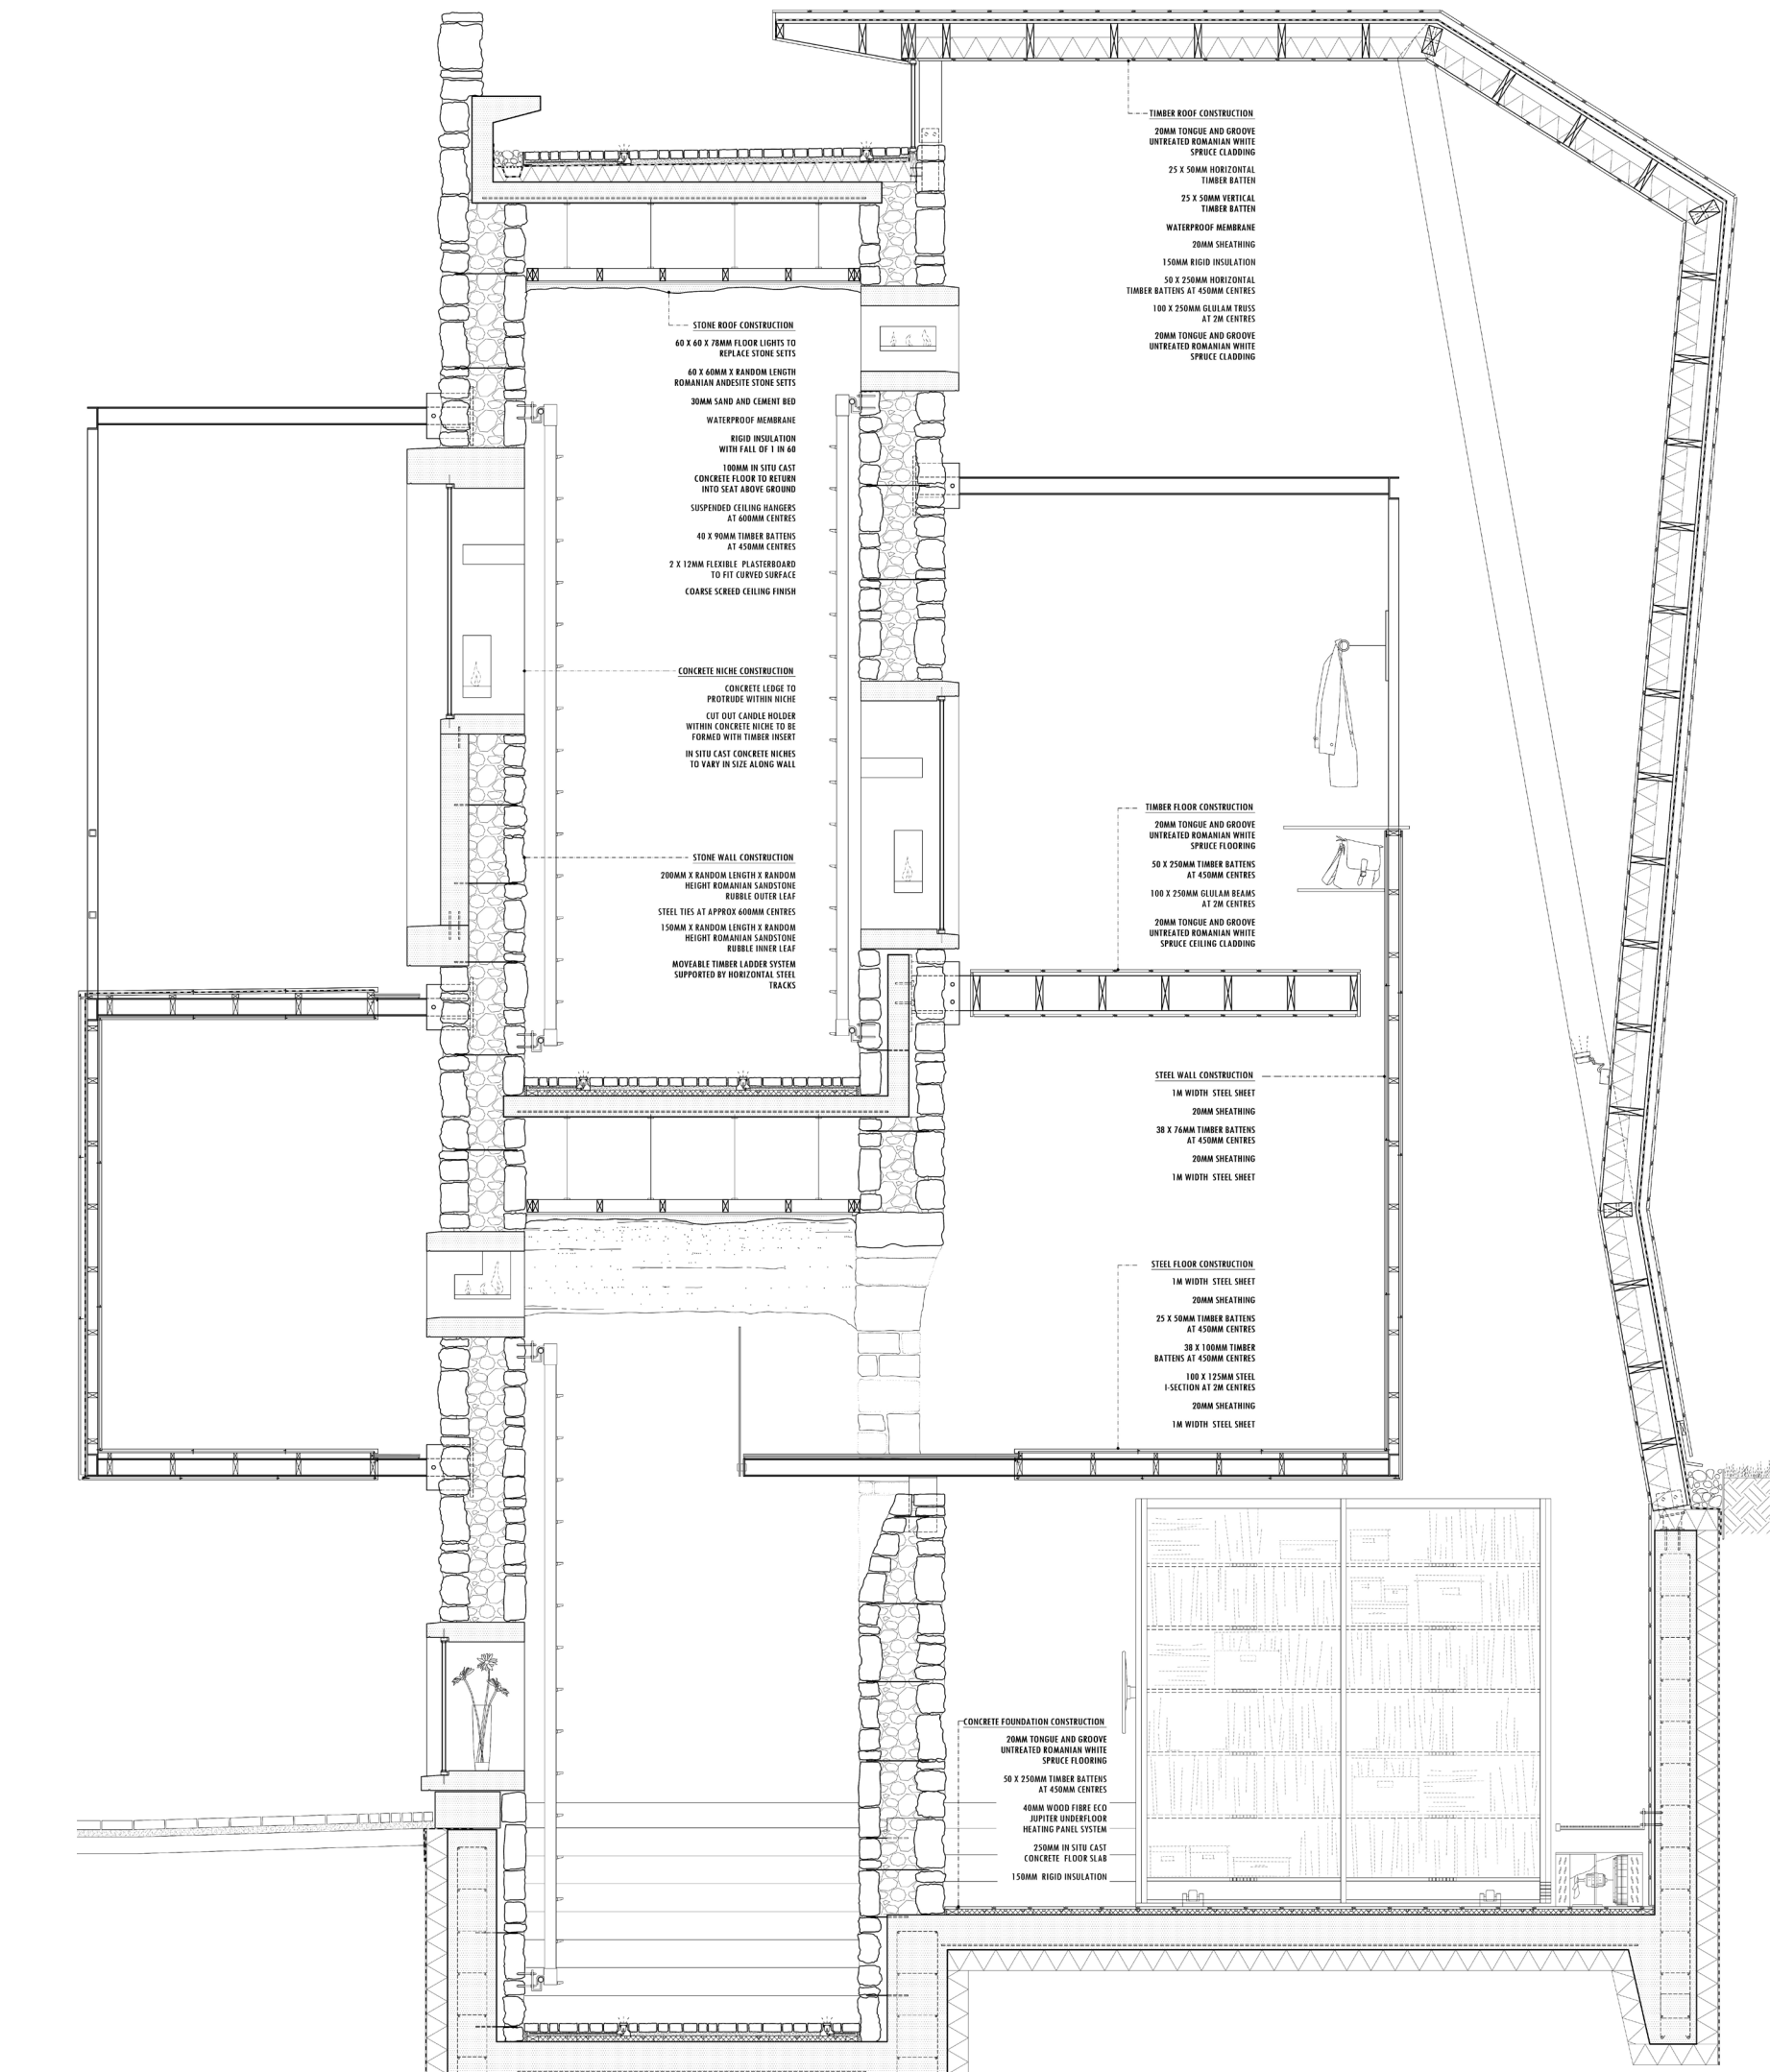 TIMBER ROOF CONSTRUCTION
20MM TONGUE AND GROOVE
UNTREATED ROMANIAN WHITE
SPRUCE CLADDING
25 X 50MM HORIZONTAL
TIMBER BATTEN
25 X 50MM VERTICAL
TIMBER BATTEN
WATERPROOF MEMBRANE
20MM SHEATHING
150MM RIGID INSULATION
50 X 250MM HORIZONTAL
TIMBER BATTENS AT 450MM CENTRES
100 X 250MM GLULAM TRUSS
AT 2M CENTRES
20MM TONGUE AND GROOVE
UNTREATED ROMANIAN WHITE
SPRUCE CLADDING
STONE ROOF CONSTRUCTION
60 X 60 X 78MM FLOOR LIGHTS TO
REPLACE STONE SETTS
60 X 60MM X RANDOM LENGTH
ROMANIAN ANDESITE STONE SETTS
30MM SAND AND CEMENT BED
WATERPROOF MEMBRANE
RIGID INSULATION
WITH FALL OF 1 IN 60
100MM IN SITU CAST
CONCRETE FLOOR TO RETURN
INTO SEAT ABOVE GROUND
SUSPENDED CEILING HANGERS
AT 600MM CENTRES
40 X 90MM TIMBER BATTENS
AT 450MM CENTRES
2 X 12MM FLEXIBLE PLASTERBOARD
TO FIT CURVED SURFACE
COARSE SCREED CEILING FINISH
CONCRETE NICHE CONSTRUCTION
CONCRETE LEDGE TO
PROTRUDE WITHIN NICHE
CUT OUT CANDLE HOLDER
WITHIN CONCRETE NICHE TO BE
FORMED WITH TIMBER INSERT
IN SITU CAST CONCRETE NICHES
TO VARY IN SIZE ALONG WALL
STONE WALL CONSTRUCTION
200MM X RANDOM LENGTH X RANDOM
HEIGHT ROMANIAN SANDSTONE
RUBBLE OUTER LEAF
STEEL TIES AT APPROX 600MM CENTRES
150MM X RANDOM LENGTH X RANDOM
HEIGHT ROMANIAN SANDSTONE
RUBBLE INNER LEAF
MOVEABLE TIMBER LADDER SYSTEM
SUPPORTED BY HORIZONTAL STEEL
TRACKS
TIMBER FLOOR CONSTRUCTION
20MM TONGUE AND GROOVE
UNTREATED ROMANIAN WHITE
SPRUCE FLOORING
50 X 250MM TIMBER BATTENS
AT 450MM CENTRES
100 X 250MM GLULAM BEAMS
AT 2M CENTRES
20MM TONGUE AND GROOVE
UNTREATED ROMANIAN WHITE
SPRUCE CEILING CLADDING
STEEL WALL CONSTRUCTION
1M WIDTH STEEL SHEET
20MM SHEATHING
38 X 76MM TIMBER BATTENS
AT 450MM CENTRES
20MM SHEATHING
1M WIDTH STEEL SHEET
STEEL FLOOR CONSTRUCTION
1M WIDTH STEEL SHEET
20MM SHEATHING
25 X 50MM TIMBER BATTENS
AT 450MM CENTRES
38 X 100MM TIMBER
BATTENS AT 450MM CENTRES
100 X 125MM STEEL
I-SECTION AT 2M CENTRES
20MM SHEATHING
1M WIDTH STEEL SHEET
CONCRETE FOUNDATION CONSTRUCTION
20MM TONGUE AND GROOVE
UNTREATED ROMANIAN WHITE
SPRUCE FLOORING
50 X 250MM TIMBER BATTENS
AT 450MM CENTRES
40MM WOOD FIBRE ECO
JUPITER UNDERFLOOR
HEATING PANEL SYSTEM
250MM IN SITU CAST
CONCRETE FLOOR SLAB
150MM RIGID INSULATION